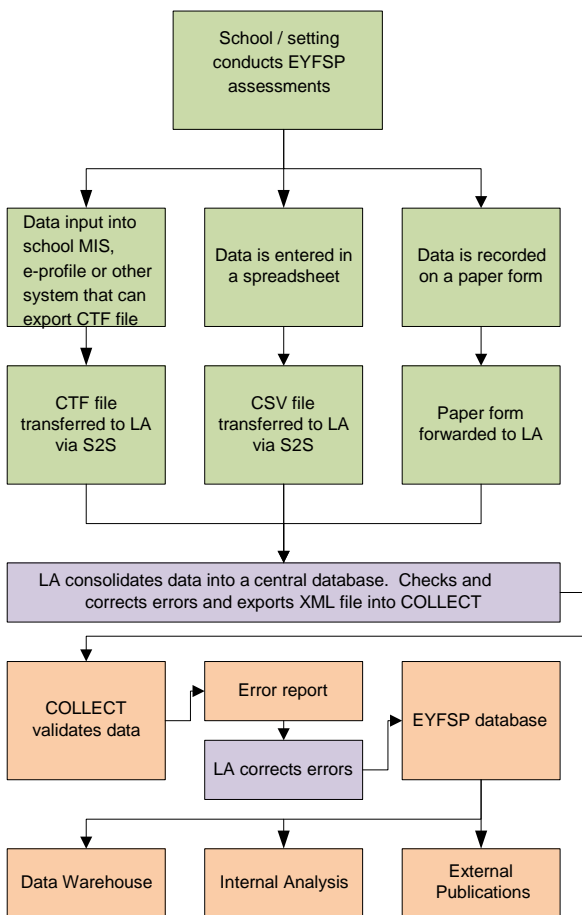 School / setting
conducts EYFSP
assessments
Data input into
school MIS,
e-profile or other
system that can
export CTF file
Data is entered in
a spreadsheet
Data is recorded
on a paper form
CTF file
transferred to LA
via S2S
CSV file
transferred to LA
via S2S
Paper form
forwarded to LA
LA consolidates data into a central database. Checks and
corrects errors and exports XML file into COLLECT
COLLECT
validates data
Error report
LA corrects errors
EYFSP database
Data Warehouse
Internal Analysis
External
Publications